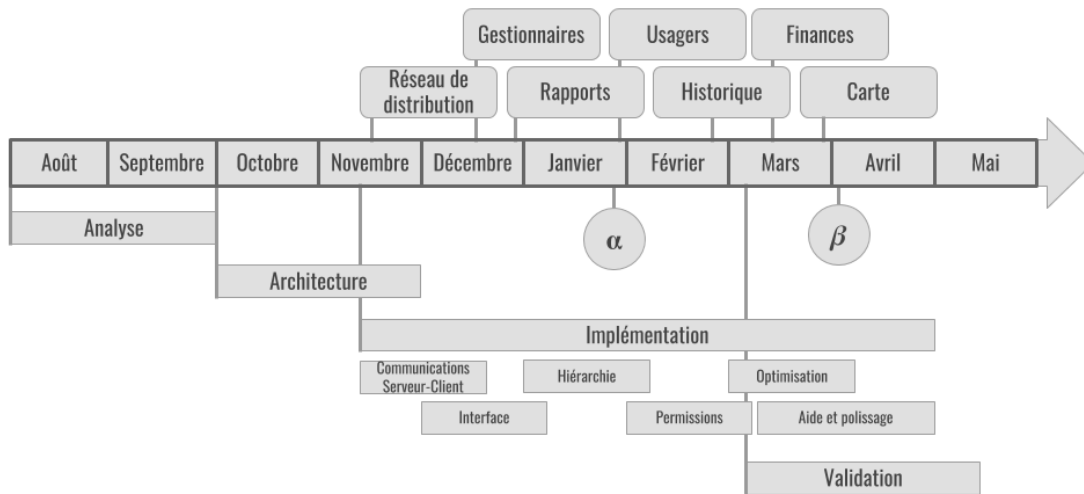 Gestionnaires
Usagers
Finances
Réseau de
distribution
Rapports
Historique
Carte
Août
Septembre
Octobre
Novembre
Décembre
Janvier
Février
Mars
Avril
Mai
Analyse
α
β
Architecture
Implémentation
Communications
Serveur-Client
Hiérarchie
Optimisation
Interface
Permissions
Aide et polissage
Validation